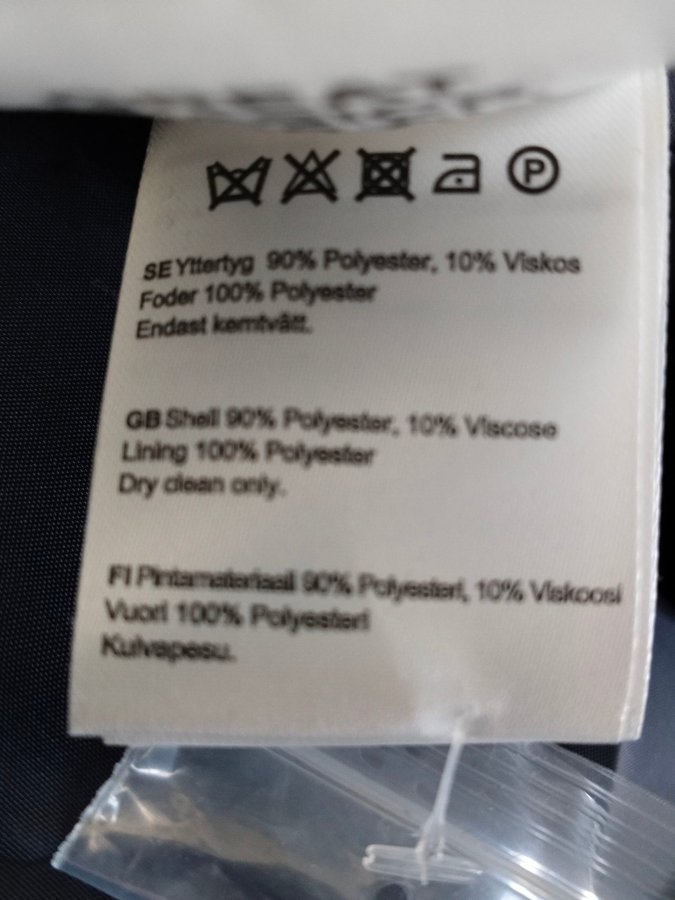 P
SE Yttertyg 90% Polyester, 10% Viskos
Foder 100% Polyester
Endast kemtvätt.
GB Shell 90% Polyester, 10% Viscose
Lining 100% Polyester
Dry clean only.
FI Pintamateriaali 90% Polyesteri, 10% Viskoosi
Vuori 100% Polyesteri
Kuivapesu.